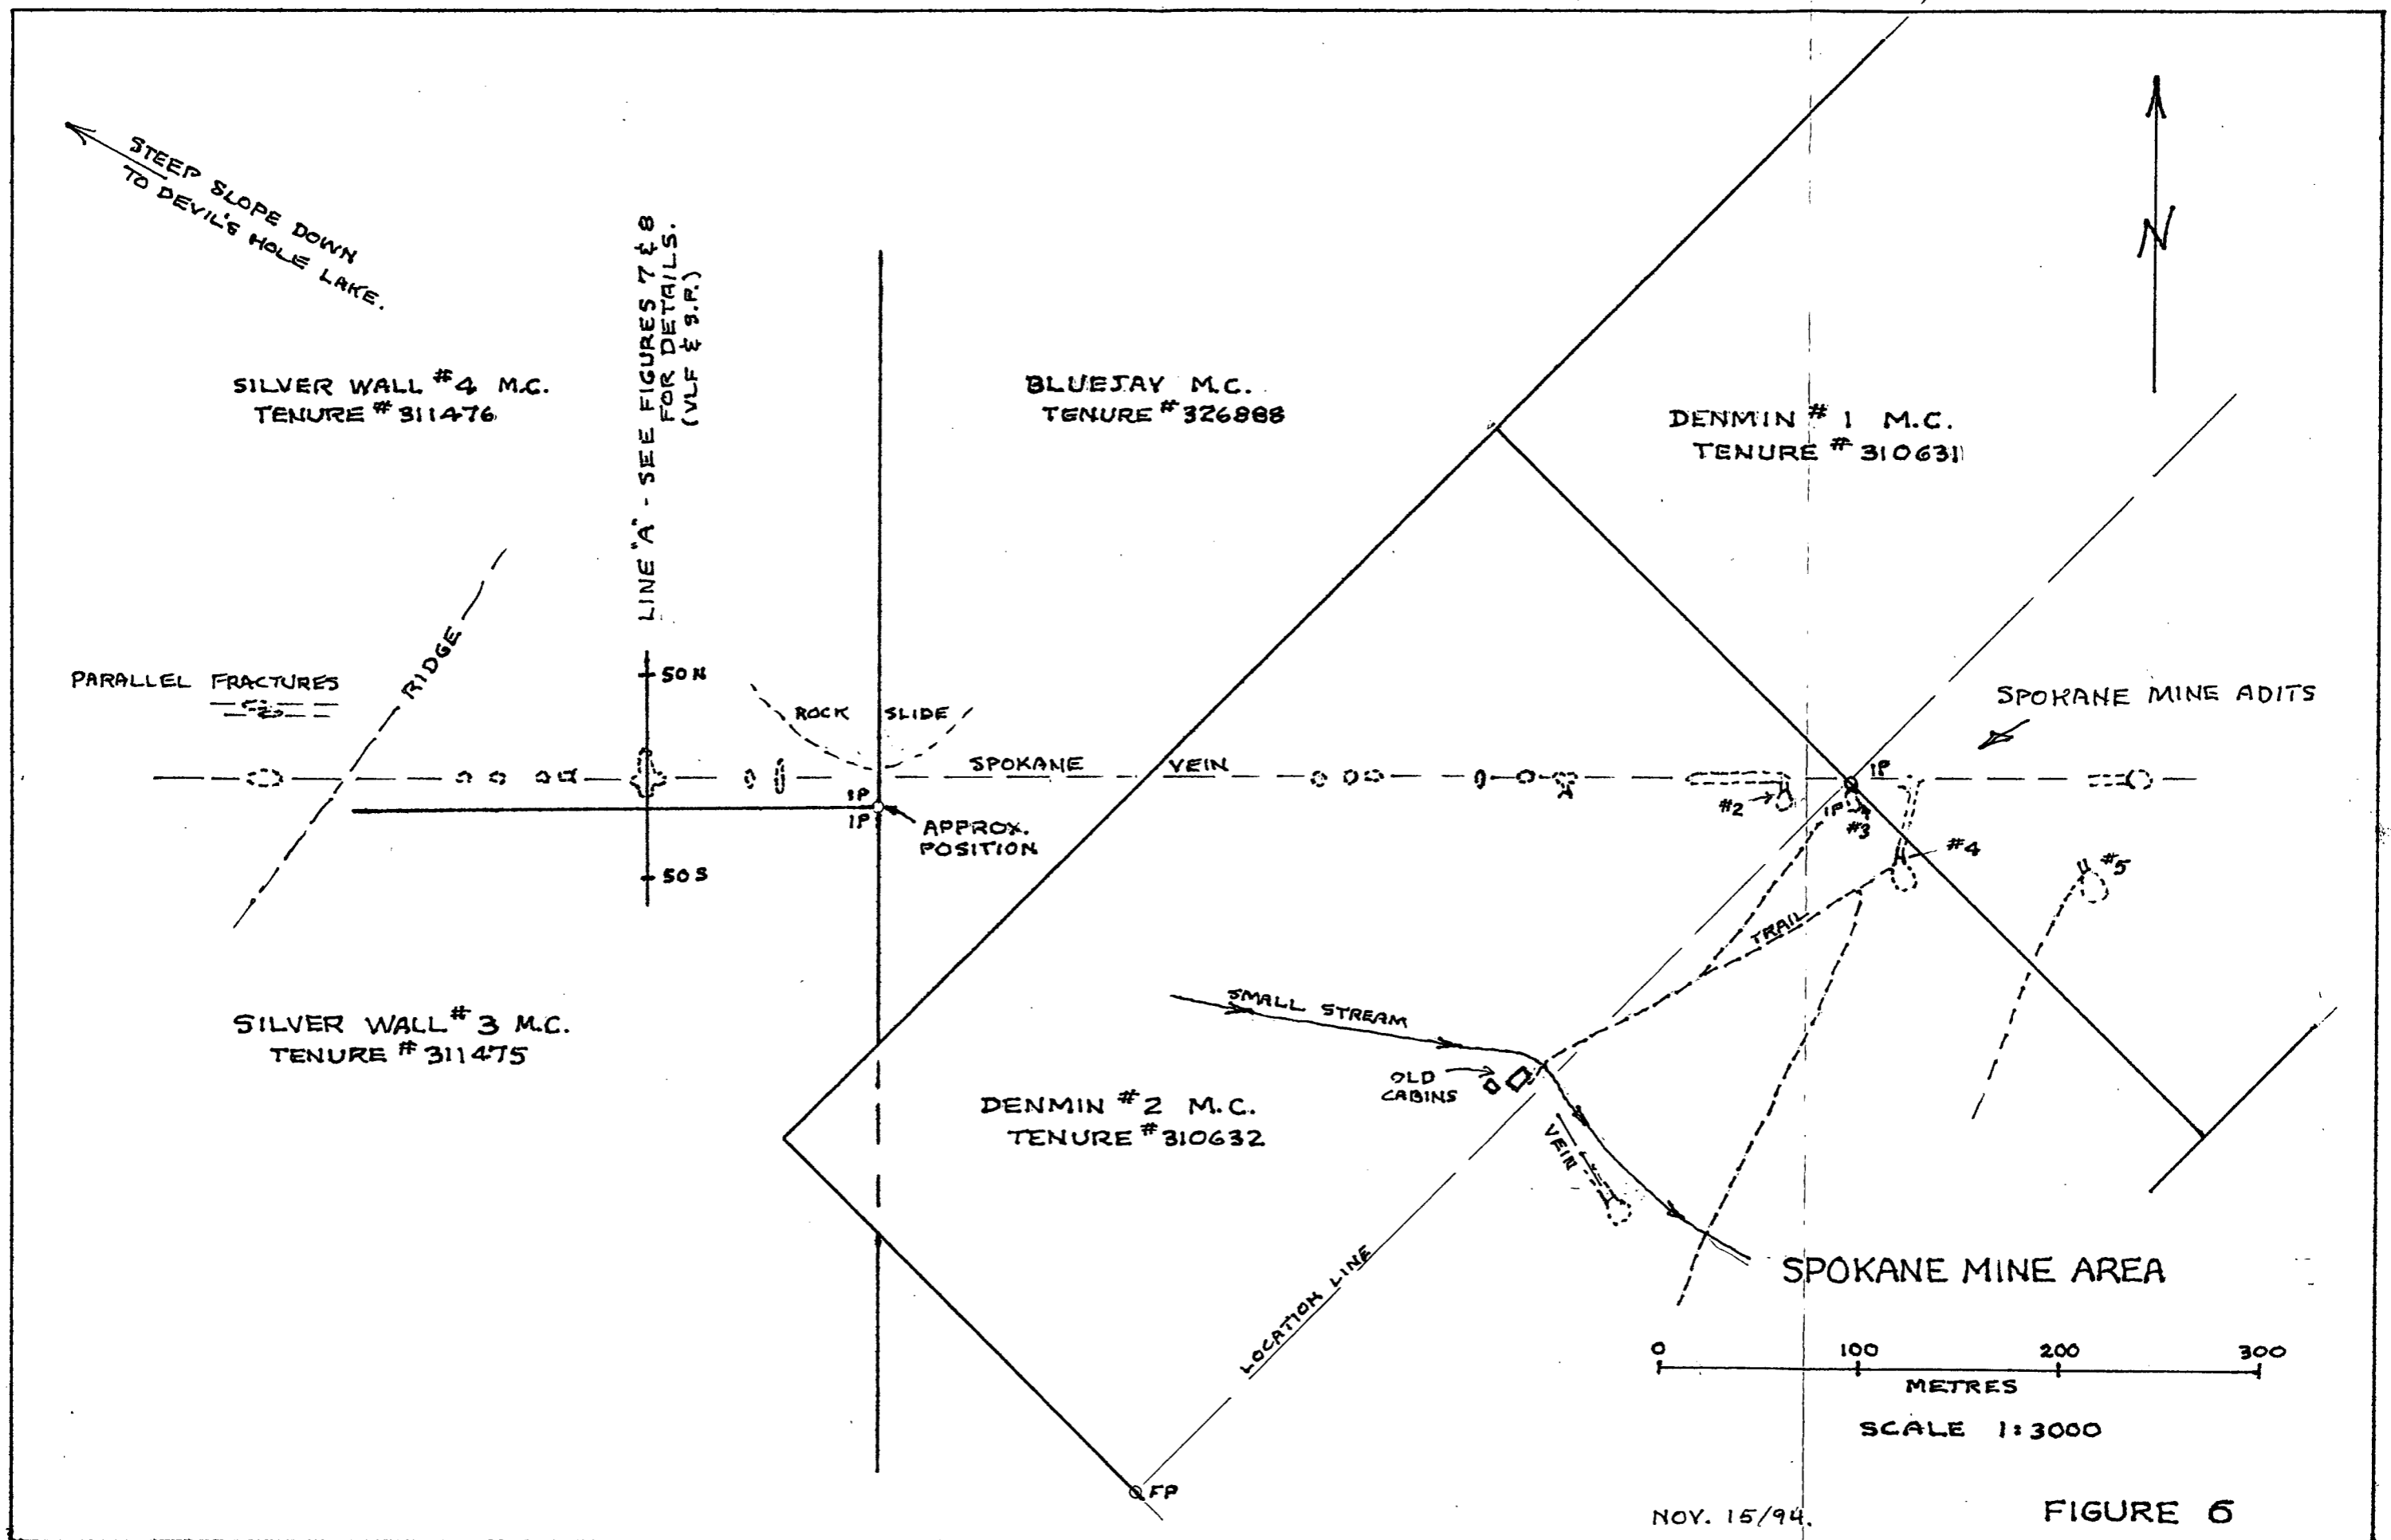 STEEP SLOPE DOWN
TO DEVIL'S HOLE LAKE.
SILVER WALL #4 M.C.
TENURE #311476
LINE "A" - SEE FIGURES 7 & 8
FOR DETAILS.
(VLF & S.P.)
BLUEJAY M.C.
TENURE #326888
DENMIN #1 M.C.
TENURE #310631
N
PARALLEL FRACTURES
RIDGE
50N
ROCK SLIDE
SPOKANE VEIN
SPOKANE MINE ADITS
IP
IP
APPROX.
POSITION
50S
#2
IP
IP
#3
#4
#5
TRAIL
SILVER WALL #3 M.C.
TENURE #311475
SMALL STREAM
OLD
CABINS
DENMIN #2 M.C.
TENURE #310632
VEIN
LOCATION LINE
FP
SPOKANE MINE AREA
0 100 200 300
METRES
SCALE 1:3000
NOV. 15/94.
FIGURE 6